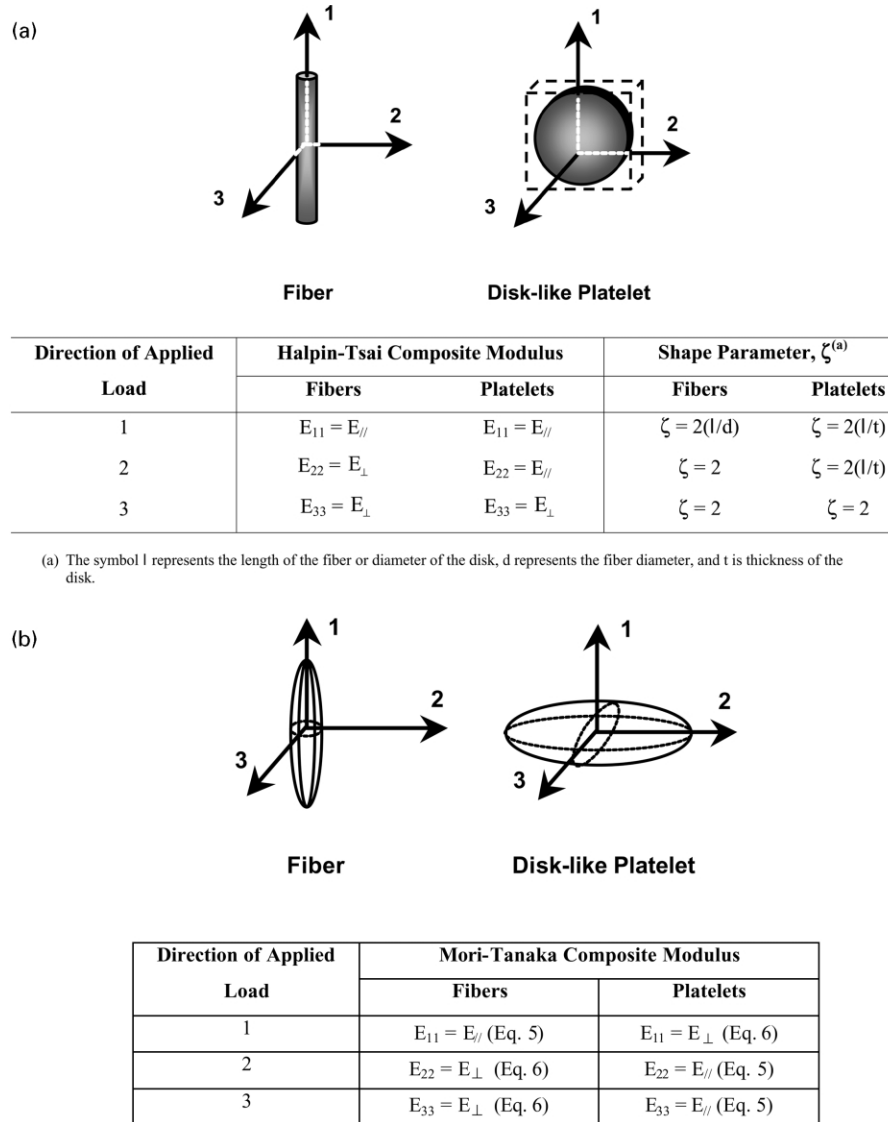 (a)
1
2
3
1
2
3
Fiber
Disk-like Platelet
Direction of Applied Load
Halpin-Tsai Composite Modulus
Shape Parameter, ζ(a)
Fibers
Platelets
Fibers
Platelets
1 E11 = E// E11 = E// ζ = 2(l/d) ζ = 2(l/t)
2 E22 = E⊥ E22 = E// ζ = 2 ζ = 2(l/t)
3 E33 = E⊥ E33 = E⊥ ζ = 2 ζ = 2
(a) The symbol l represents the length of the fiber or diameter of the disk, d represents the fiber diameter, and t is thickness of the
disk.
(b)
1
2
3
1
2
3
Fiber
Disk-like Platelet
Direction of Applied Load
Mori-Tanaka Composite Modulus
Fibers
Platelets
1 E11 = E// (Eq. 5) E11 = E⊥ (Eq. 6)
2 E22 = E⊥ (Eq. 6) E22 = E// (Eq. 5)
3 E33 = E⊥ (Eq. 6) E33 = E// (Eq. 5)